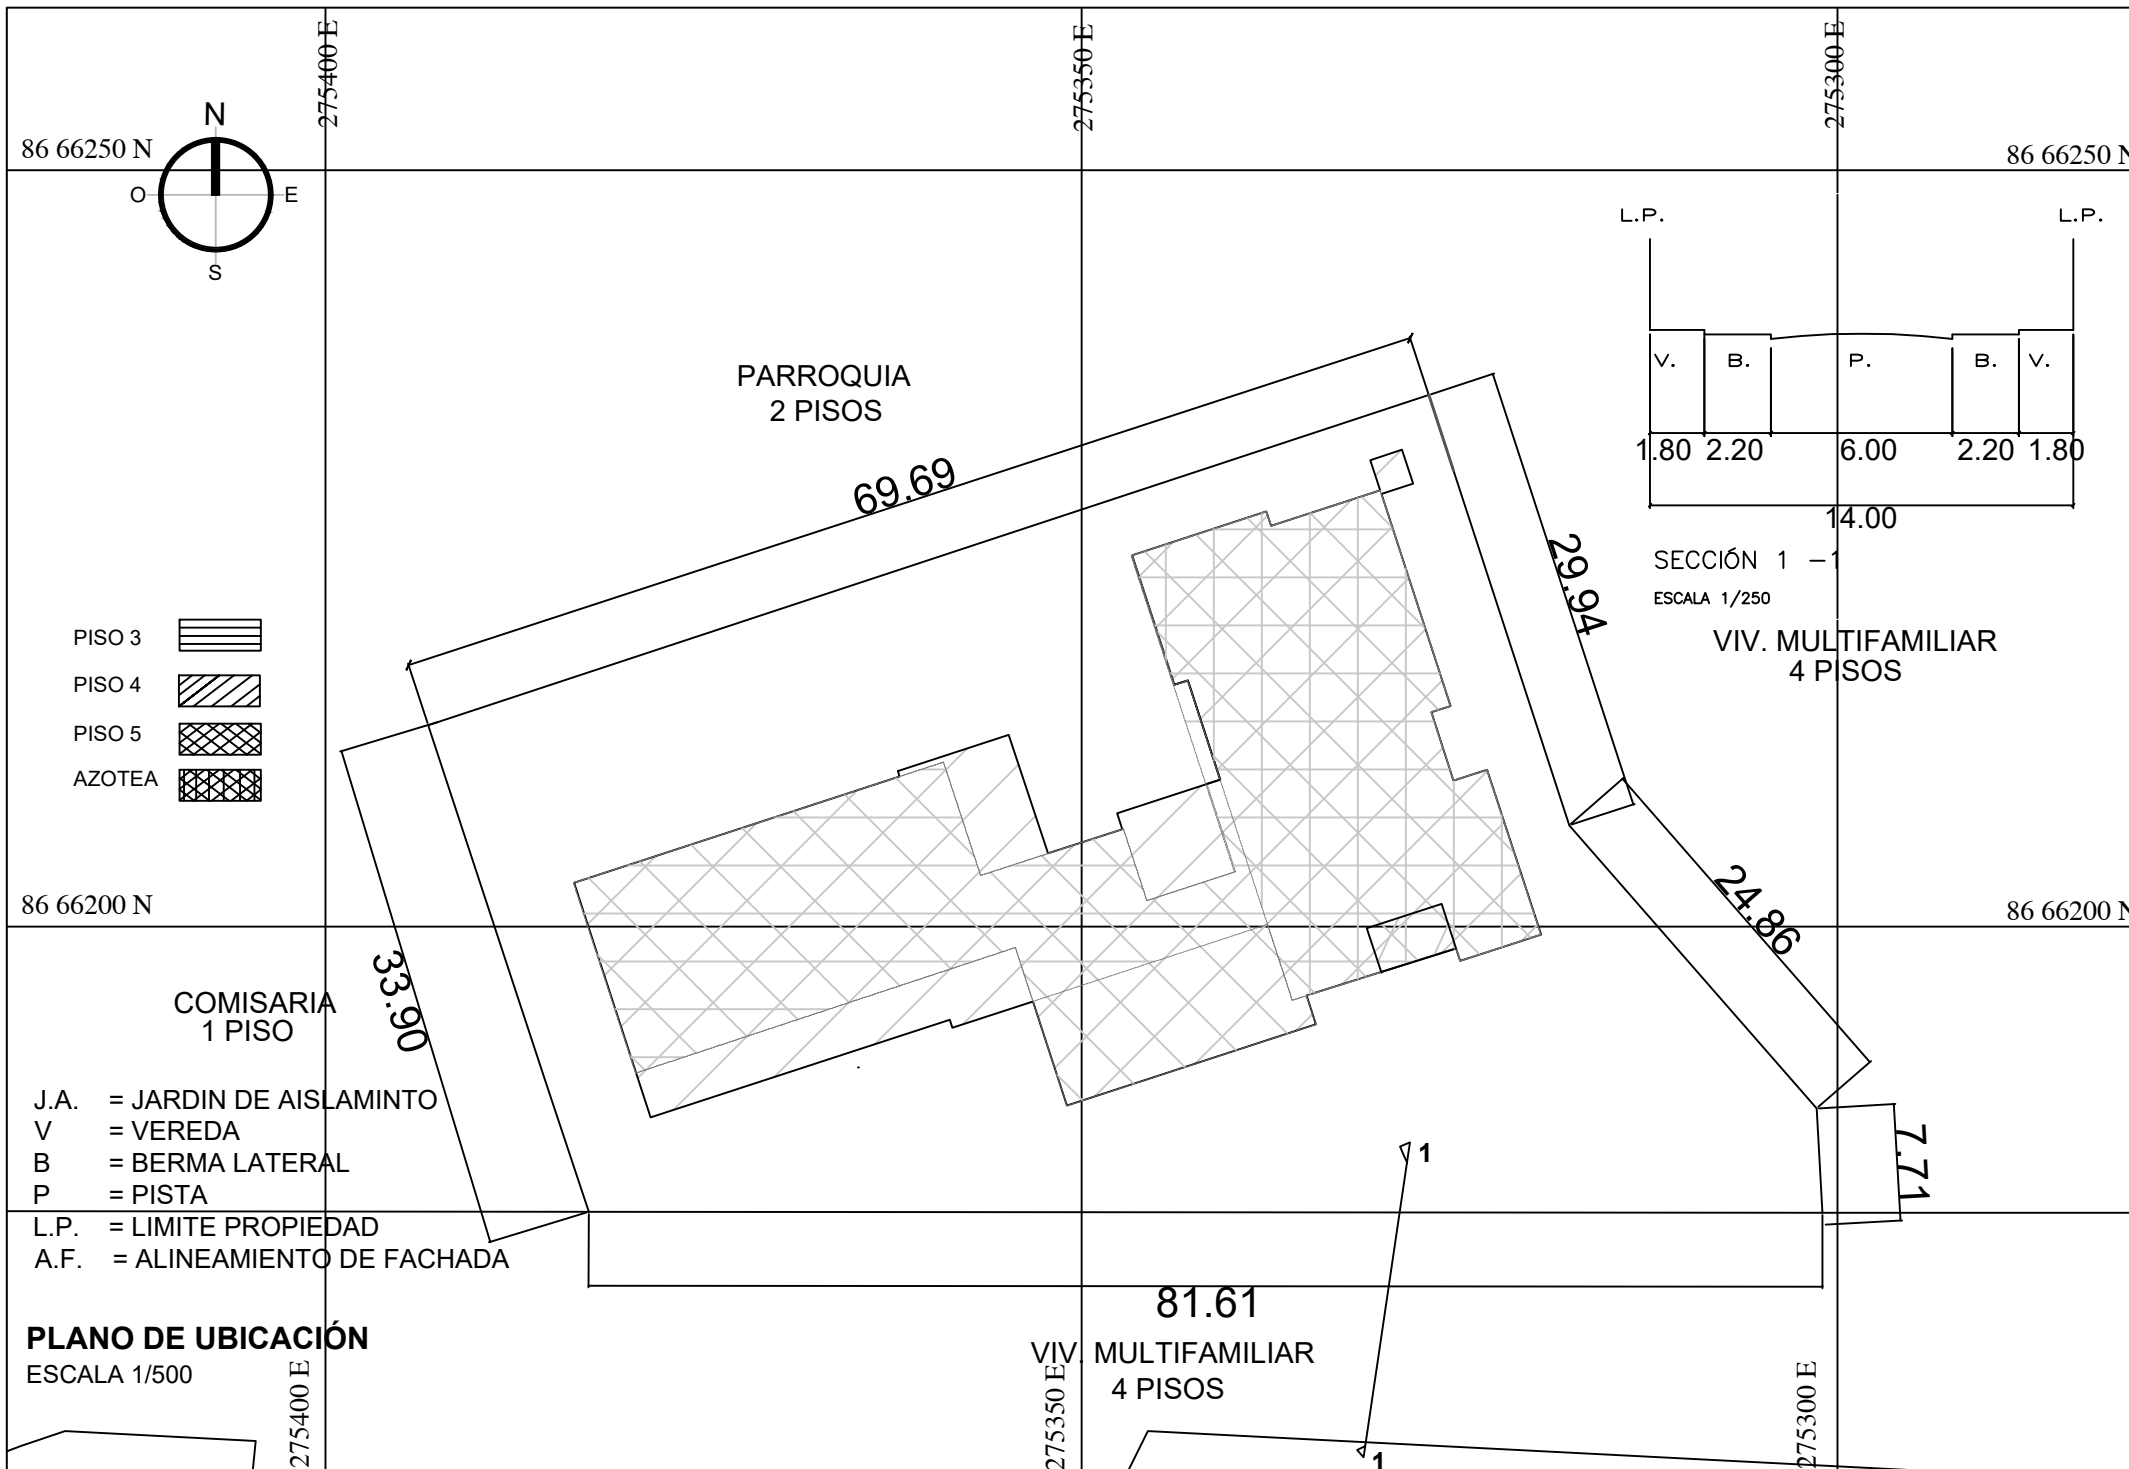 275400 E
275350 E
275300 E
N
86 66250 N
86 66250 N
O
E
S
L.P.
L.P.
V.
B.
P.
B.
V.
1.80
2.20
6.00
2.20
1.80
14.00
SECCIÓN 1 -1
ESCALA 1/250
PARROQUIA
2 PISOS
69.69
29.94
VIV. MULTIFAMILIAR
4 PISOS
PISO 3
PISO 4
PISO 5
AZOTEA
86 66200 N
86 66200 N
24.86
33.90
COMISARIA
1 PISO
J.A. = JARDIN DE AISLAMINTO
V = VEREDA
B = BERMA LATERAL
P = PISTA
L.P. = LIMITE PROPIEDAD
A.F. = ALINEAMIENTO DE FACHADA
1
7.71
81.61
PLANO DE UBICACIÓN
ESCALA 1/500
VIV. MULTIFAMILIAR
4 PISOS
275400 E
275350 E
275300 E
1